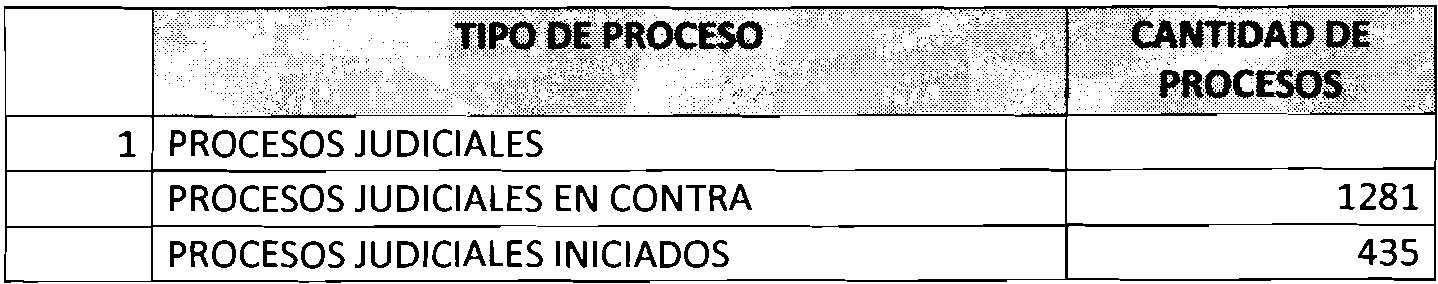 TIPO DE PROCESO
CANTIDAD DE
PROCESOS
1 PROCESOS JUDICIALES
PROCESOS JUDICIALES EN CONTRA 1281
PROCESOS JUDICIALES INICIADOS 435